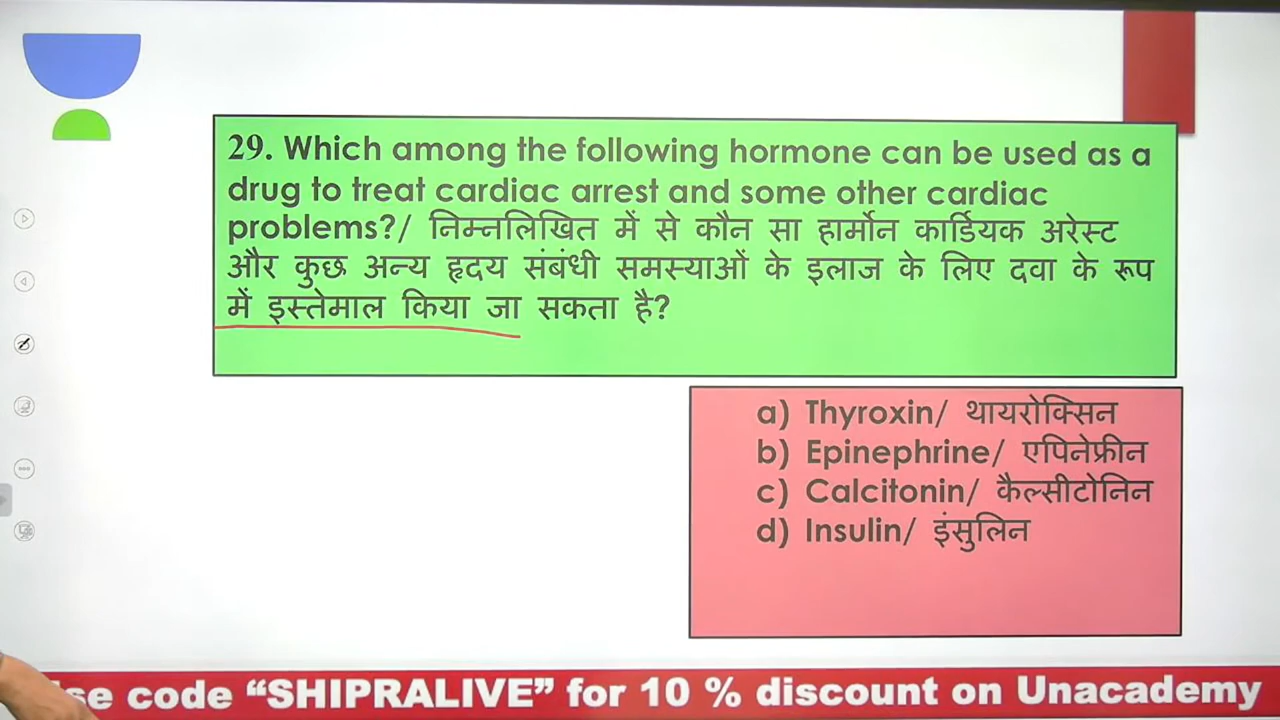 29. Which among the following hormone can be used as a
drug to treat cardiac arrest and some other cardiac
problems?/ निम्नलिखित में से कौन सा हार्मोन कार्डियक अरेस्ट
और कुछ अन्य हृदय संबंधी समस्याओं के इलाज के लिए दवा के रूप
में इस्तेमाल किया जा सकता है?
a) Thyroxin/ थायरोक्सिन
b) Epinephrine/ एपिनेफ्रीन
c) Calcitonin/ कैल्सीटोनिन
d) Insulin/ इंसुलिन
code “SHIPRALIVE” for 10 % discount on Unacademy